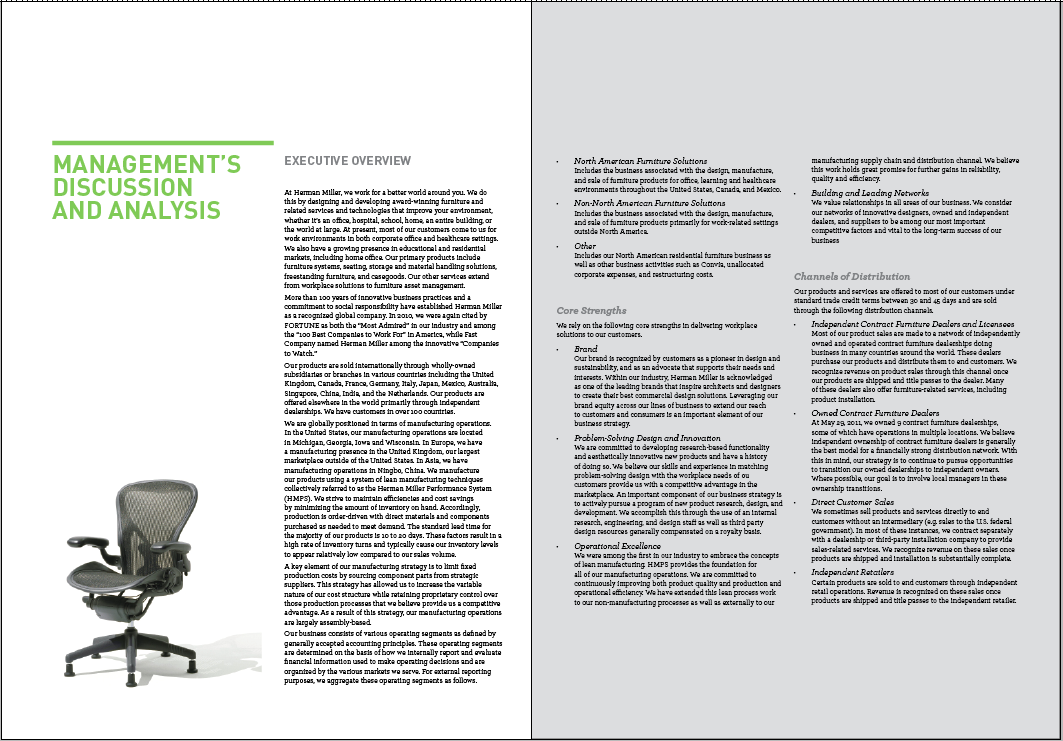 MANAGEMENT'S
DISCUSSION
AND ANALYSIS
EXECUTIVE OVERVIEW
At Herman Miller, we work for a better world around you. We do
this by designing and developing award-winning furniture and
related services and technologies that improve your environment,
whether it's an office, hospital, school, home, an entire building, or
the world at large. At present, most of our customers come to us for
work environments in both corporate office and healthcare settings.
We also have a growing presence in educational and residential
markets, including home office. Our primary products include
furniture systems, seating, storage and material handling solutions,
freestanding furniture, and casegoods. Our other services extend
from workplace solutions to furniture asset management.
More than 100 years of innovative business practices and a
commitment to social responsibility have established Herman Miller
as a recognized global company. In 2010, we were again cited by
FORTUNE as both the "Most Admired" in our industry and among
the "100 Best Companies to Work For" in America, while Fast
Company named Herman Miller among the innovative "Companies
to Watch."
Our products are sold internationally through wholly-owned
subsidiaries or branches in various countries including the United
Kingdom, Canada, France, Germany, Italy, Japan, Mexico, Australia,
Singapore, China, India, and the Netherlands. Our products are
offered elsewhere in the world primarily through independent
dealerships. We have customers in over 100 countries.
We are globally positioned in terms of manufacturing operations.
In the United States, our manufacturing operations are located
in Michigan, Georgia, Iowa and Wisconsin. In Europe, we have
a manufacturing presence in the United Kingdom, our largest
marketplace outside of the United States. In Asia, we have
manufacturing operations in Ningbo, China. We manufacture
our products using a system of lean manufacturing techniques
collectively referred to as the Herman Miller Performance System
(HMPS). We strive to maintain efficiencies and cost savings
by minimizing the amount of inventory on hand. Accordingly,
production is order-driven with direct materials and components
purchased as needed to meet demand. The standard lead time for
the majority of our products is 10 to 20 days. These factors result in a
high rate of inventory turns and typically cause our inventory levels
to appear relatively low compared to our sales volume.
A key element of our manufacturing strategy is to limit fixed
production costs by sourcing component parts from strategic
suppliers. This strategy has allowed us to increase the variable
nature of our cost structure while retaining proprietary control over
those production processes that we believe provide us a competitive
advantage. As a result of this strategy, our manufacturing operations
are largely assembly-based.
Our business consists of various operating segments as defined by
generally accepted accounting principles. These operating segments
are determined on the basis of how we internally report and evaluate
financial information used to make operating decisions and are
organized by the various markets we serve. For external reporting
purposes, we aggregate these operating segments as follows.
• North American Furniture Solutions
Includes the business associated with the design, manufacture,
and sale of furniture products for office, learning and healthcare
environments throughout the United States, Canada, and Mexico.
• Non-North American Furniture Solutions
Includes the business associated with the design, manufacture,
and sale of furniture products primarily for work-related settings
outside North America.
• Other
Includes our North American residential furniture business as
well as other business activities such as Convia, unallocated
corporate expenses, and restructuring costs.
Core Strengths
We rely on the following core strengths in delivering workplace
solutions to our customers.
• Brand
Our brand is recognized by customers as a pioneer in design and
sustainability, and as an advocate that supports their needs and
interests. Within our industry, Herman Miller is acknowledged
as one of the leading brands that inspire architects and designers
to create their best commercial design solutions. Leveraging our
brand equity across our lines of business to extend our reach
to customers and consumers is an important element of our
business strategy.
• Problem-Solving Design and Innovation
We are committed to developing research-based functionality
and aesthetically innovative new products and have a history
of doing so. We believe our skills and experience in matching
problem-solving design with the workplace needs of ou
customers provide us with a competitive advantage in the
marketplace. An important component of our business strategy is
to actively pursue a program of new product research, design, and
development. We accomplish this through the use of an internal
research, engineering, and design staff as well as third party
design resources generally compensated on a royalty basis.
• Operational Excellence
We were among the first in our industry to embrace the concepts
of lean manufacturing. HMPS provides the foundation for
all of our manufacturing operations. We are committed to
continuously improving both product quality and production and
operational efficiency. We have extended this lean process work
to our non-manufacturing processes as well as externally to our
manufacturing supply chain and distribution channel. We believe
this work holds great promise for further gains in reliability,
quality and efficiency.
• Building and Leading Networks
We value relationships in all areas of our business. We consider
our networks of innovative designers, owned and independent
dealers, and suppliers to be among our most important
competitive factors and vital to the long-term success of our
business
Channels of Distribution
Our products and services are offered to most of our customers under
standard trade credit terms between 30 and 45 days and are sold
through the following distribution channels.
• Independent Contract Furniture Dealers and Licensees
Most of our product sales are made to a network of independently
owned and operated contract furniture dealerships doing
business in many countries around the world. These dealers
purchase our products and distribute them to end customers. We
recognize revenue on product sales through this channel once
our products are shipped and title passes to the dealer. Many
of these dealers also offer furniture-related services, including
product installation.
• Owned Contract Furniture Dealers
At May 29, 2011, we owned 9 contract furniture dealerships,
some of which have operations in multiple locations. We believe
independent ownership of contract furniture dealers is generally
the best model for a financially strong distribution network. With
this in mind, our strategy is to continue to pursue opportunities
to transition our owned dealerships to independent owners.
Where possible, our goal is to involve local managers in these
ownership transitions.
• Direct Customer Sales
We sometimes sell products and services directly to end
customers without an intermediary (e.g. sales to the U.S. federal
government). In most of these instances, we contract separately
with a dealership or third-party installation company to provide
sales-related services. We recognize revenue on these sales once
products are shipped and installation is substantially complete.
• Independent Retailers
Certain products are sold to end customers through independent
retail operations. Revenue is recognized on these sales once
products are shipped and title passes to the independent retailer.